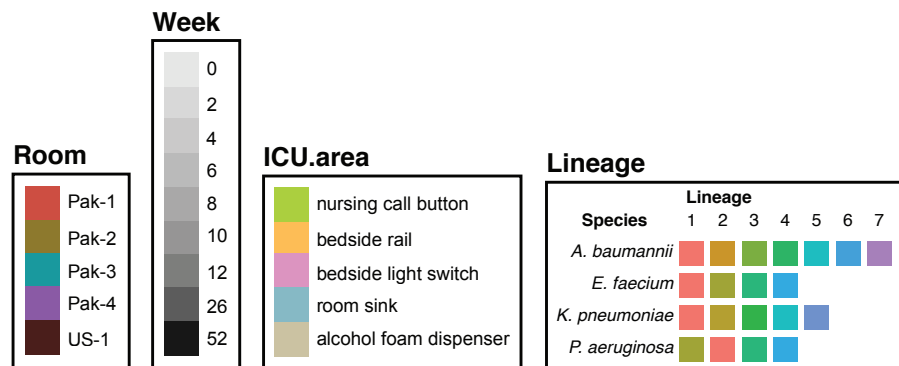 Room
Pak-1
Pak-2
Pak-3
Pak-4
US-1
Week
0
2
4
6
8
10
12
26
52
ICU.area
nursing call button
bedside rail
bedside light switch
room sink
alcohol foam dispenser
Lineage
Lineage
Species 1 2 3 4 5 6 7
A. baumannii
E. faecium
K. pneumoniae
P. aeruginosa